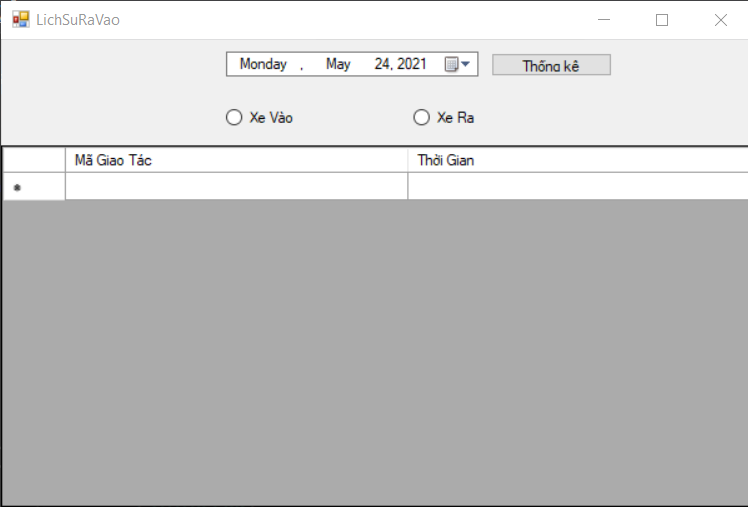 LichSuRaVao
Monday , May 24, 2021
Thống kê
Xe Vào Xe Ra
Mã Giao Tác Thời Gian